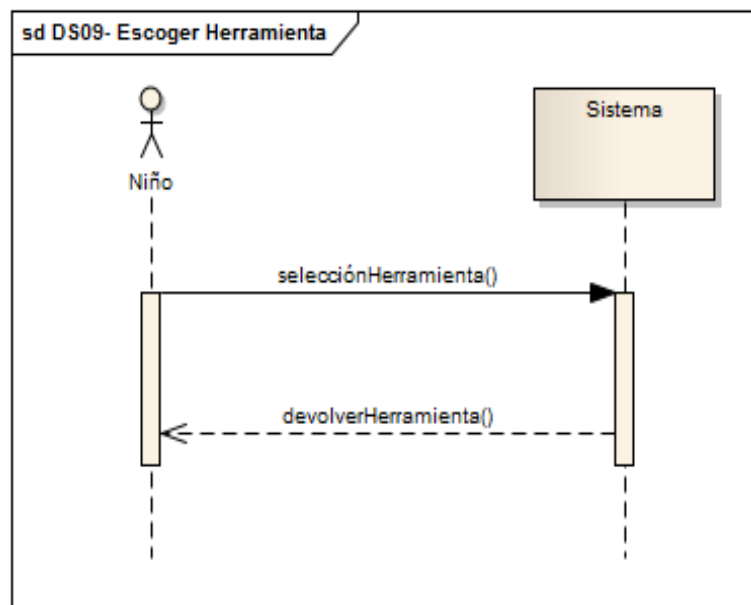 sd DS09- Escoger Herramienta
Sistema
Niño
selecciónHerramienta()
devolverHerramienta()